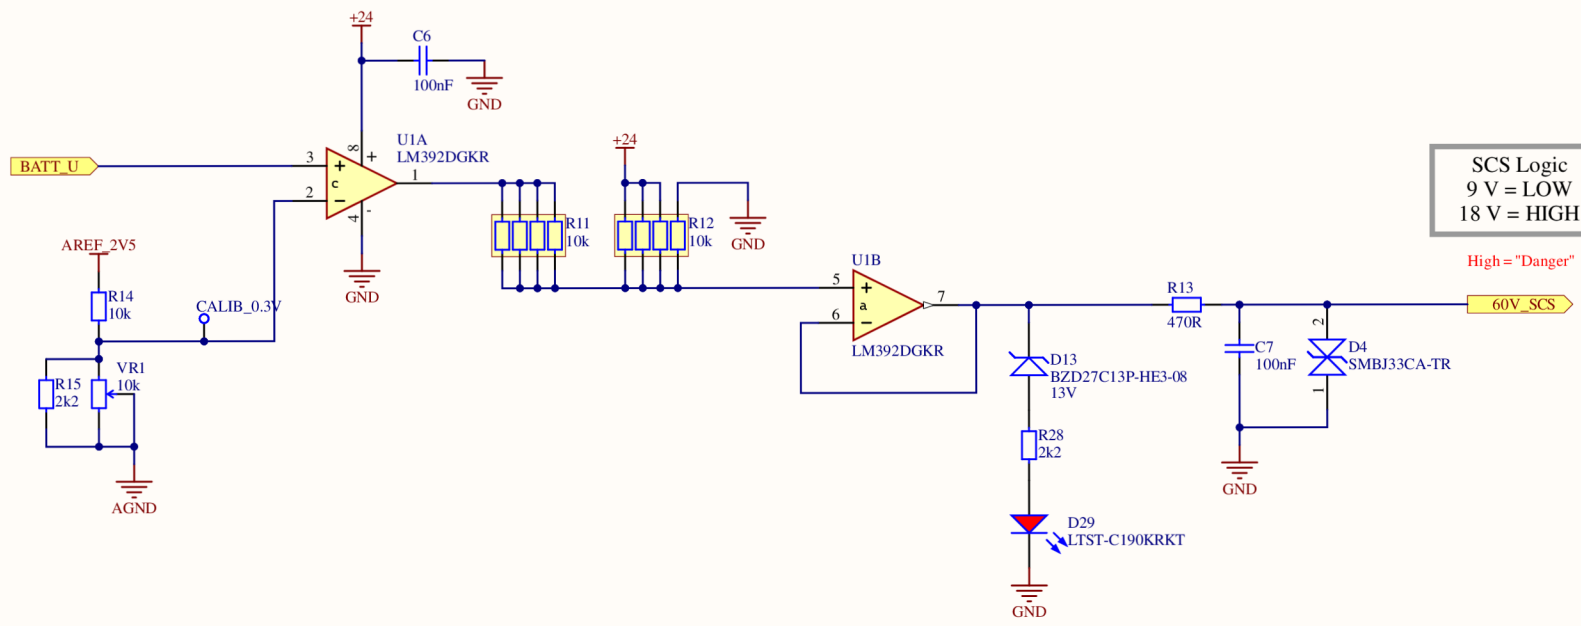 +24
C6
100nF
GND
U1A
LM392DGKR
BATT_U
3
+
8
+
c
1
2
-
4
-
GND
+24
R11
10k
R12
10k
GND
SCS Logic
9 V = LOW
18 V = HIGH
High = "Danger"
AREF_2V5
R14
10k
CALIB_0.3V
VR1
10k
R15
2k2
AGND
U1B
5
+
a
7
6
-
LM392DGKR
R13
470R
60V_SCS
D13
BZD27C13P-HE3-08
13V
C7
100nF
2
D4
SMBJ33CA-TR
1
GND
R28
2k2
D29
LTST-C190KRKT
GND